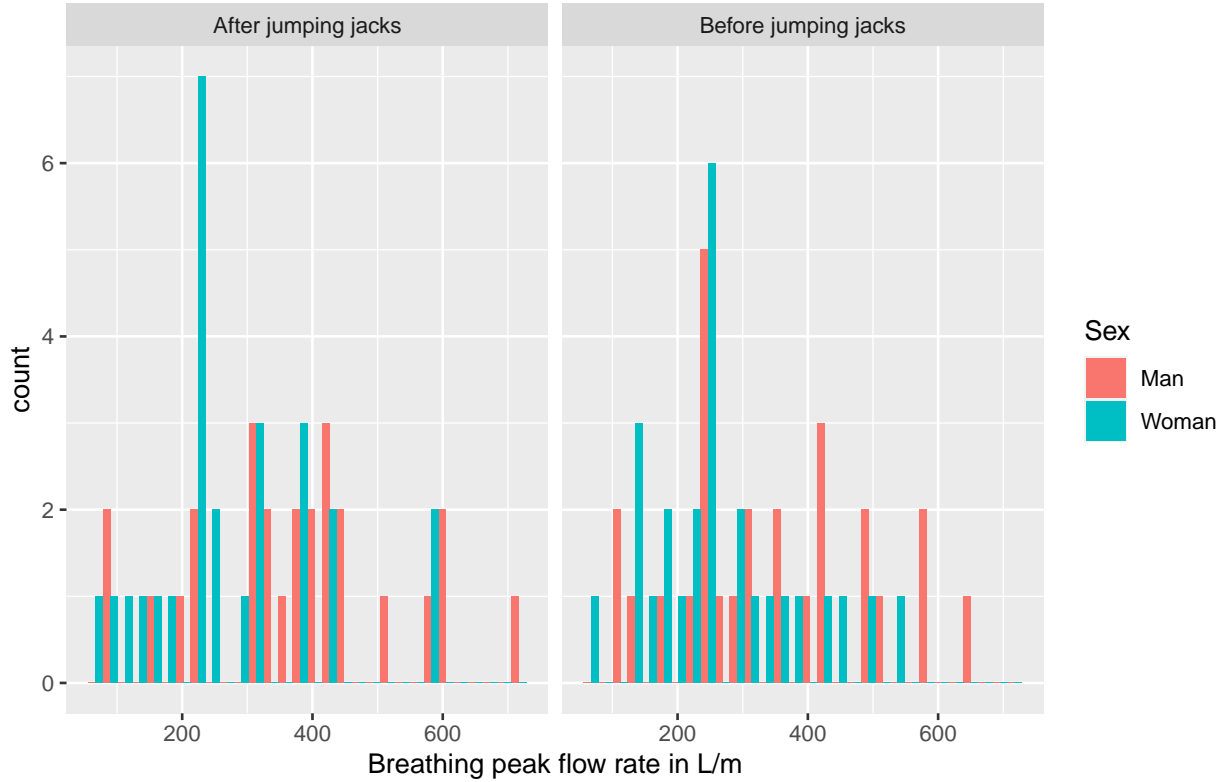 After jumping jacks
Before jumping jacks
6
4
2
0
count
200
400
600
200
400
600
Breathing peak flow rate in L/m
Sex
Man
Woman